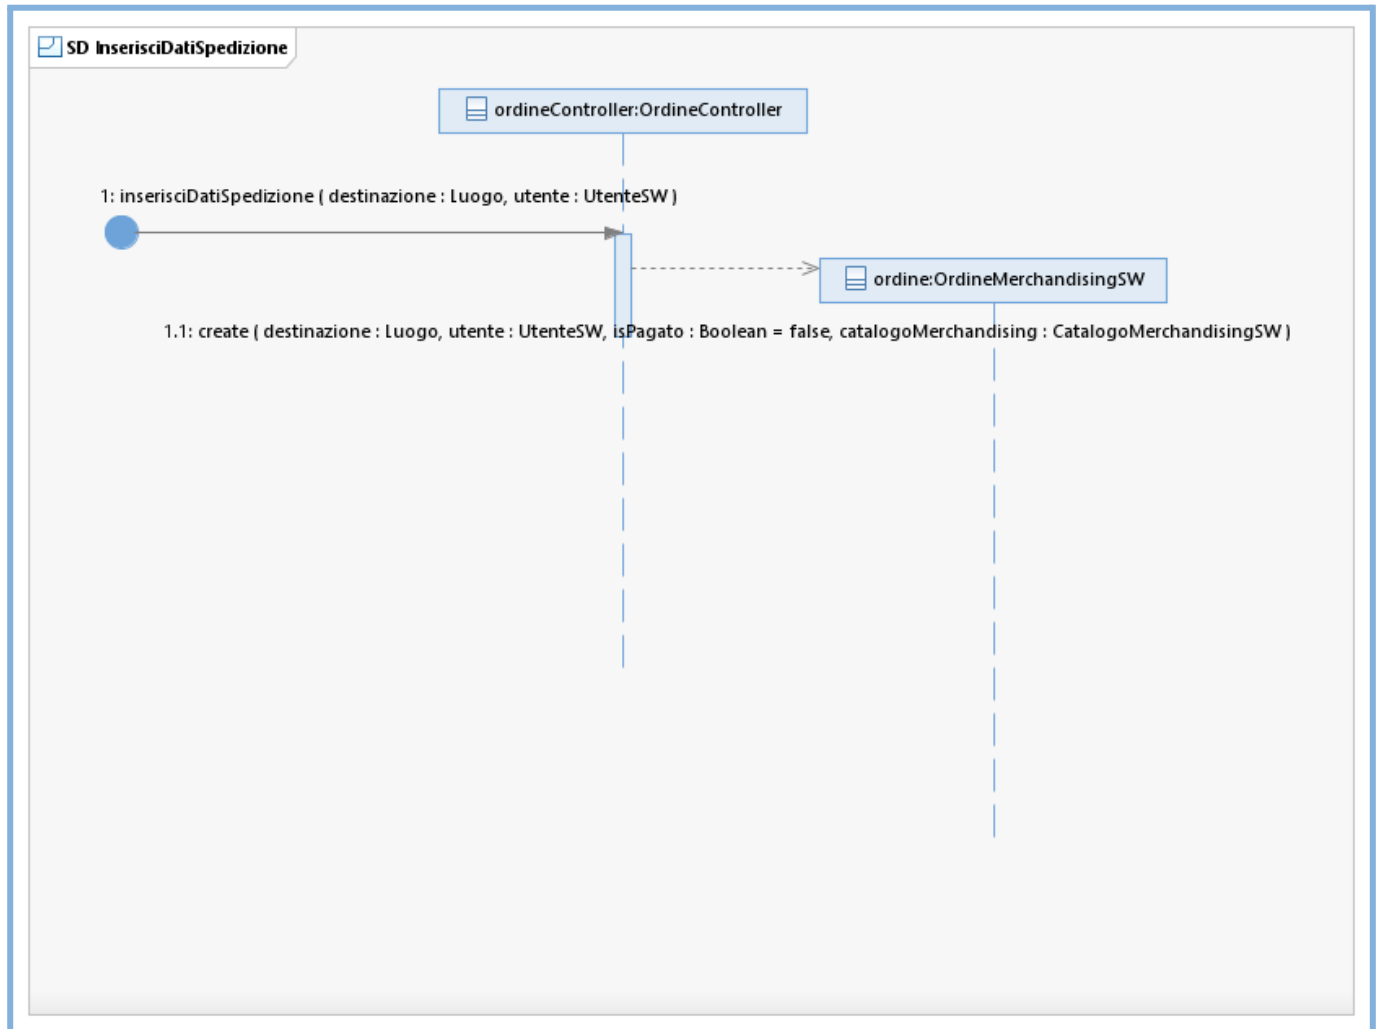 SD InserisciDatiSpedizione
ordineController:OrdineController
1: inserisciDatiSpedizione ( destinazione : Luogo, utente : UtenteSW )
ordine:OrdineMerchandisingSW
1.1: create ( destinazione : Luogo, utente : UtenteSW, isPagato : Boolean = false, catalogoMerchandising : CatalogoMerchandisingSW )